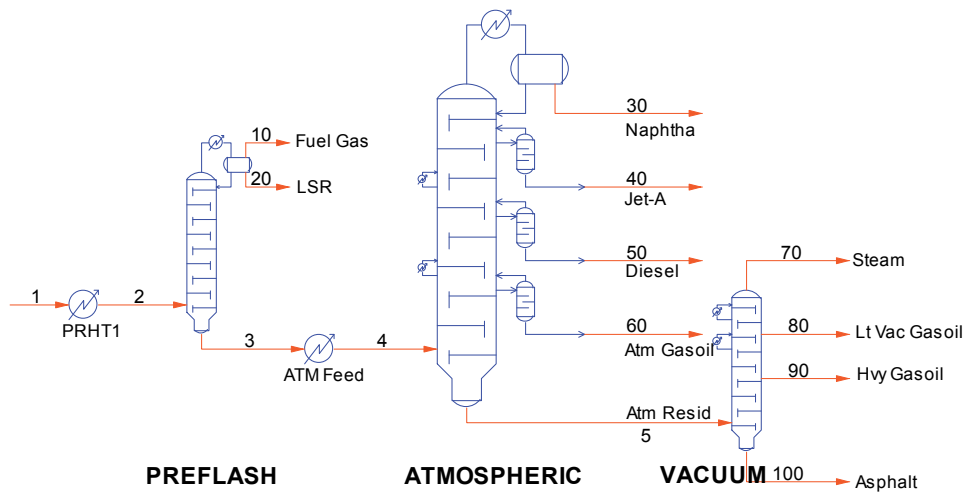 30
Naphtha
10
Fuel Gas
20
LSR
40
Jet-A
50
Diesel
70
Steam
1
2
PRHT1
3
4
ATM Feed
60
Atm Gasoil
80
Lt Vac Gasoil
90
Hvy Gasoil
Atm Resid
5
PREFLASH
ATMOSPHERIC
VACUUM
100
Asphalt